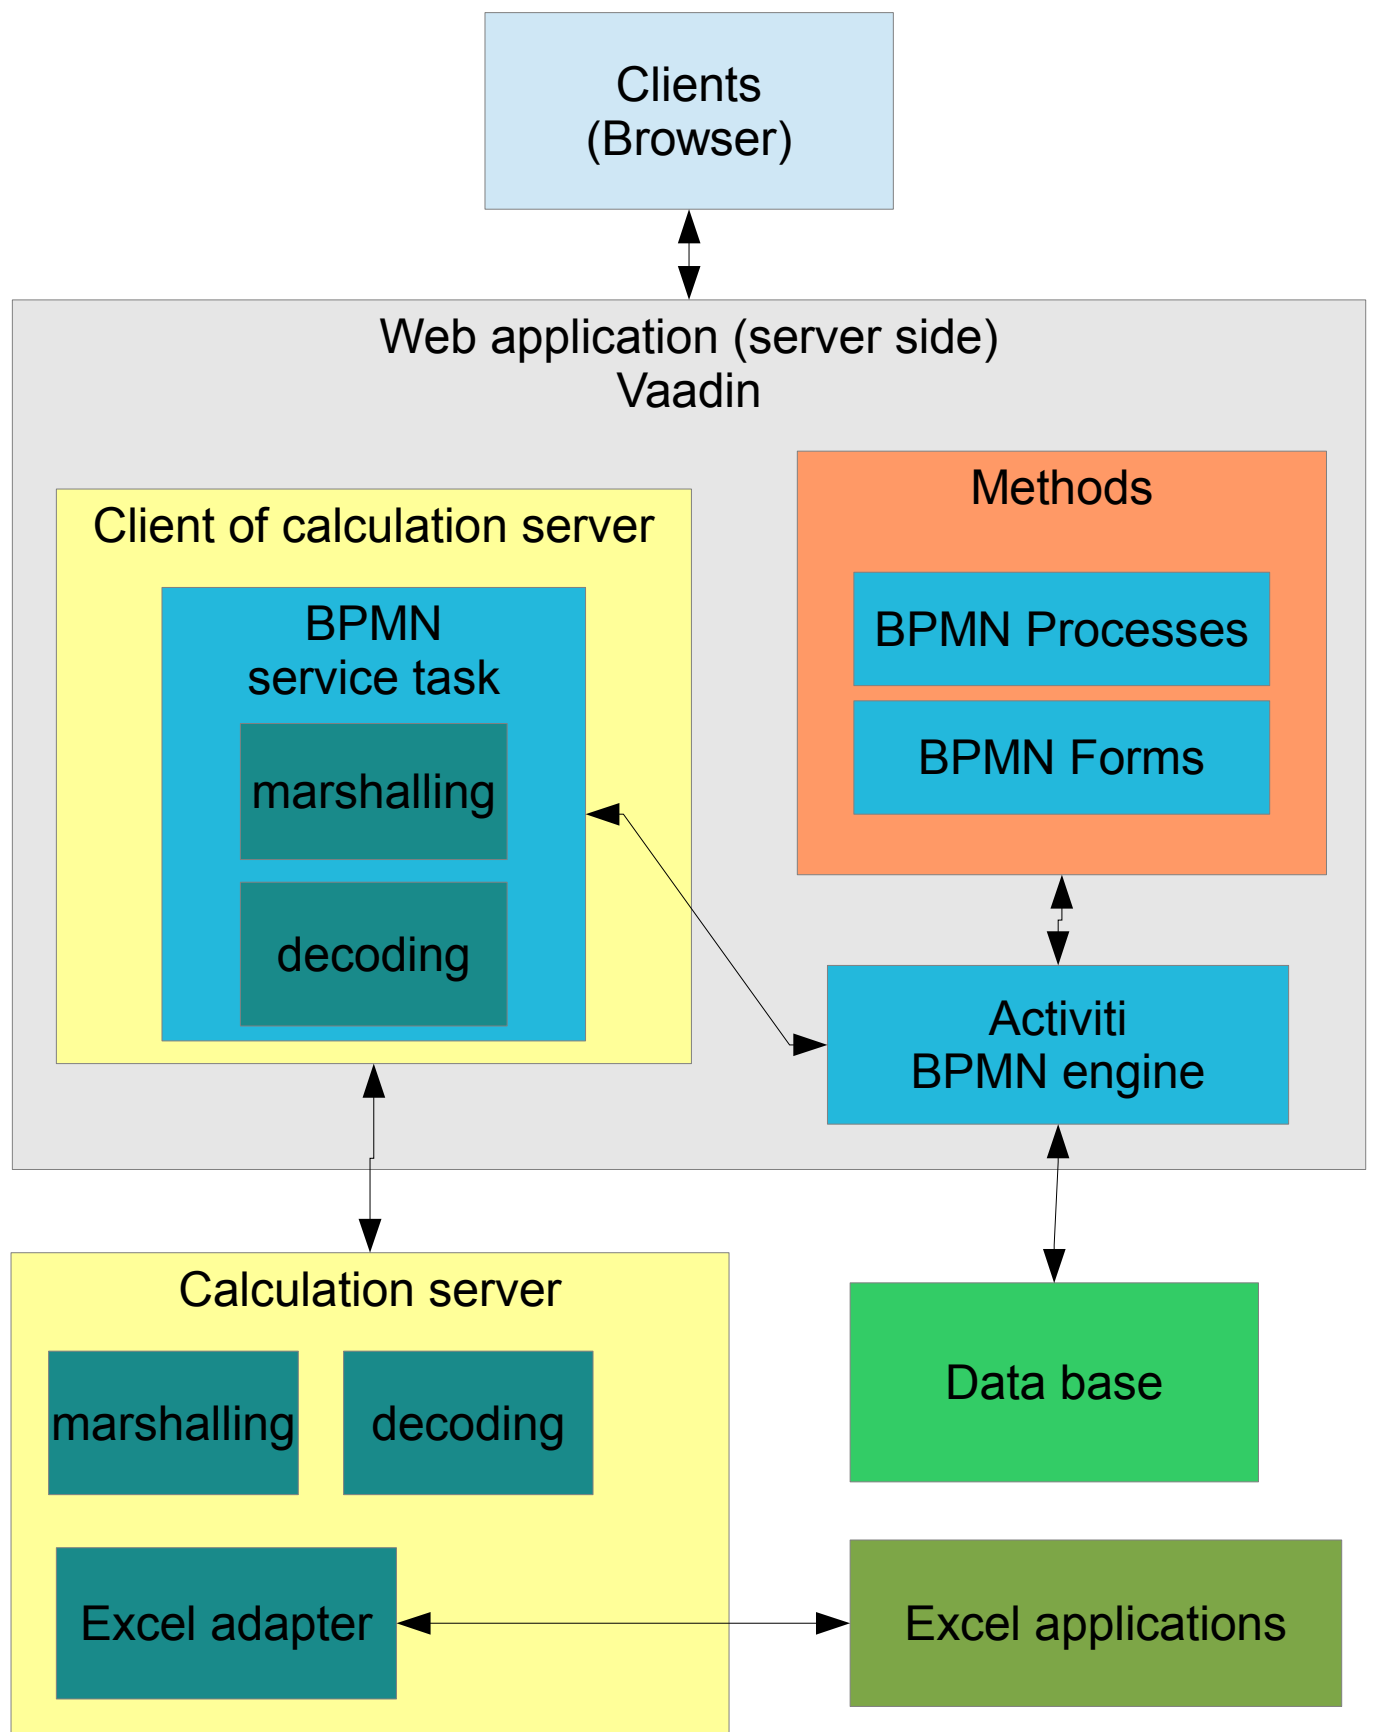 Clients
(Browser)
Web application (server side)
Vaadin
Client of calculation server
BPMN
service task
marshalling
decoding
Methods
BPMN Processes
BPMN Forms
Activiti
BPMN engine
Calculation server
marshalling
decoding
Excel adapter
Data base
Excel applications